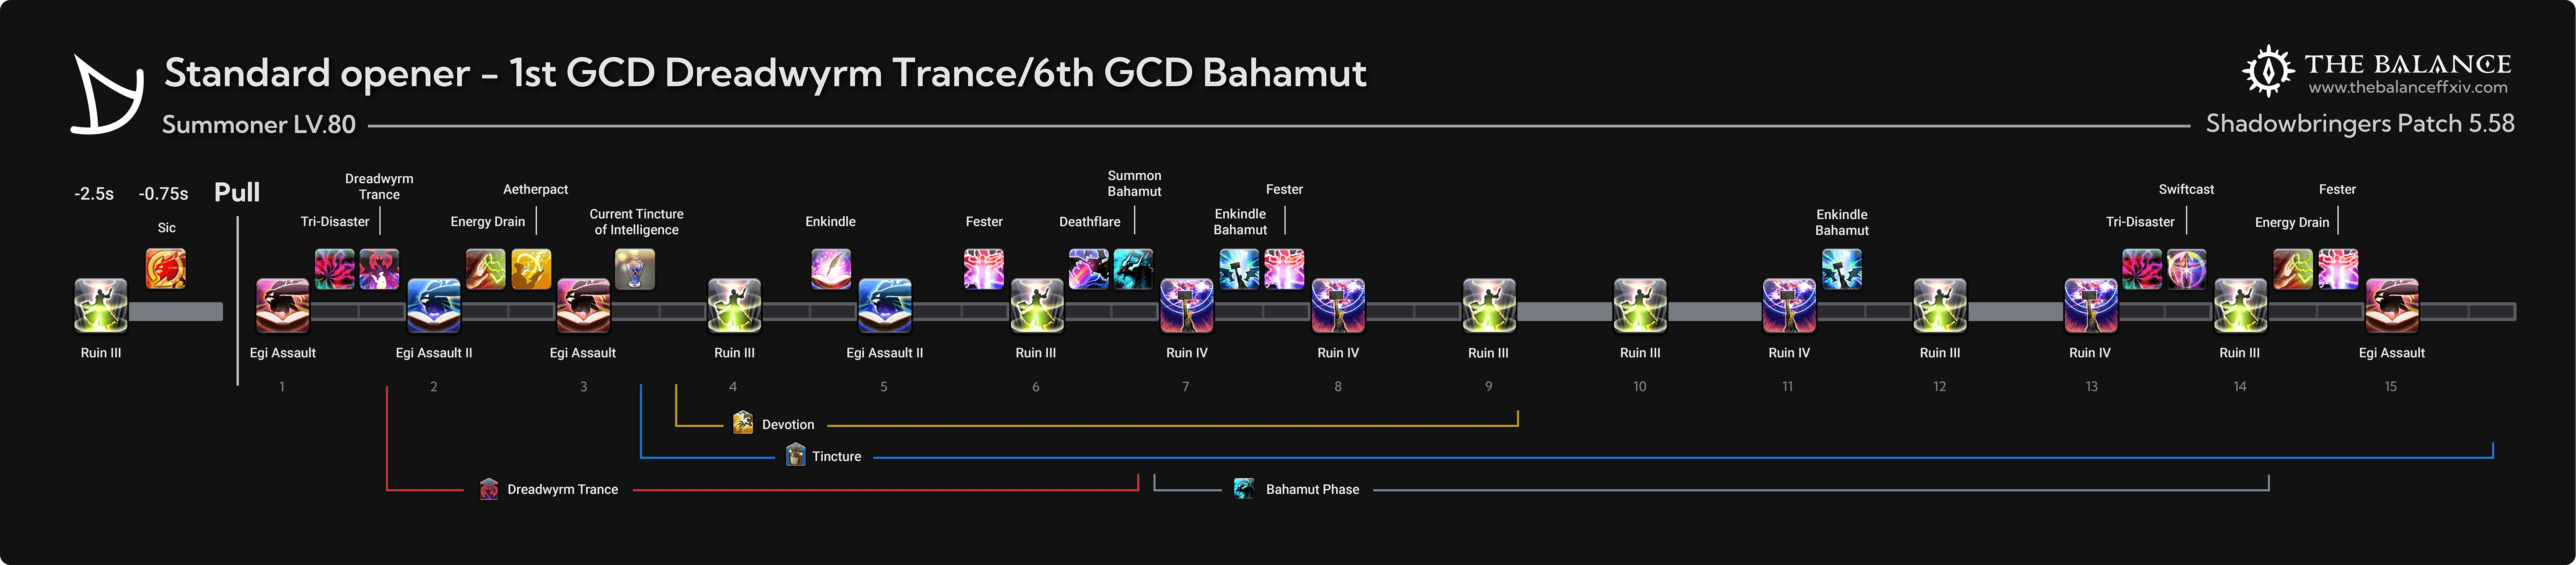 Standard opener - 1st GCD Dreadwyrm Trance/6th GCD Bahamut
THE BALANCE
www.thebalanceffxiv.com
Summoner LV.80
Shadowbringers Patch 5.58
-2.5s
-0.75s
Pull
Sic
Tri-Disaster
Dreadwyrm
Trance
Energy Drain
Aetherpact
Current Tincture
of Intelligence
Enkindle
Fester
Deathflare
Summon
Bahamut
Enkindle
Bahamut
Fester
Enkindle
Bahamut
Tri-Disaster
Swiftcast
Energy Drain
Fester
Ruin III
Egi Assault
Egi Assault II
Egi Assault
Ruin III
Egi Assault II
Ruin III
Ruin IV
Ruin IV
Ruin III
Ruin III
Ruin IV
Ruin III
Ruin IV
Ruin III
Egi Assault
1
2
3
4
5
6
7
8
9
10
11
12
13
14
15
Devotion
Tincture
Dreadwyrm Trance
Bahamut Phase